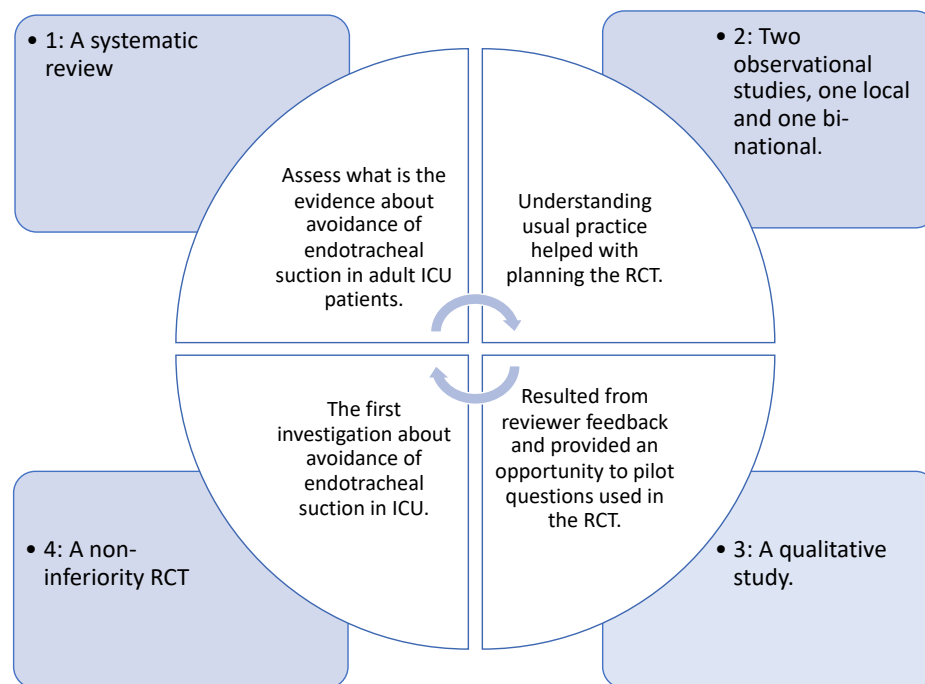 • 1: A systematic
review
• 2: Two
observational
studies, one local
and one bi-
national.
Assess what is the
evidence about
avoidance of
endotracheal
suction in adult ICU
patients.
Understanding
usual practice
helped with
planning the RCT.
The first
investigation about
avoidance of
endotracheal
suction in ICU.
Resulted from
reviewer feedback
and provided an
opportunity to pilot
questions used in
the RCT.
• 4: A non-
inferiority RCT
• 3: A qualitative
study.